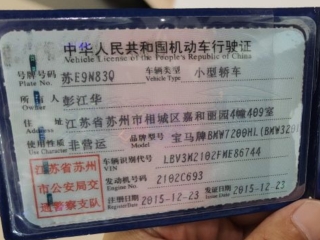 中华人民共和国机动车行驶证
Vehicle License of the People's Republic of China
号牌号码 Plate No. 苏E9N83Q 车辆类型 Vehicle Type 小型轿车
所有人 Owner 彭江华
住址 Address 江苏省苏州市相城区嘉和丽园4幢409室
使用性质 Use Character 非营运 品牌型号 Model 宝马牌BMW7200HL(BMW320
江苏省苏州 车辆识别代号 VIN LBV3M2102FME86744
市公安局交 发动机号码 Engine No. 2102C693
通警察支队 注册日期 Register Date 2015-12-23 发证日期 Issue Date 2015-12-23